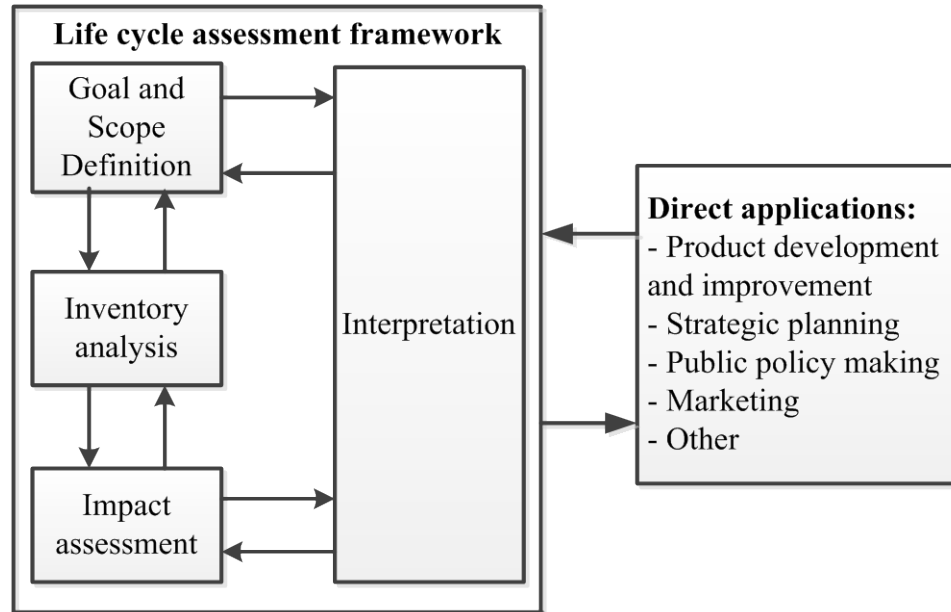 Life cycle assessment framework
Goal and
Scope
Definition
Inventory
analysis
Impact
assessment
Interpretation
Direct applications:
- Product development
and improvement
- Strategic planning
- Public policy making
- Marketing
- Other